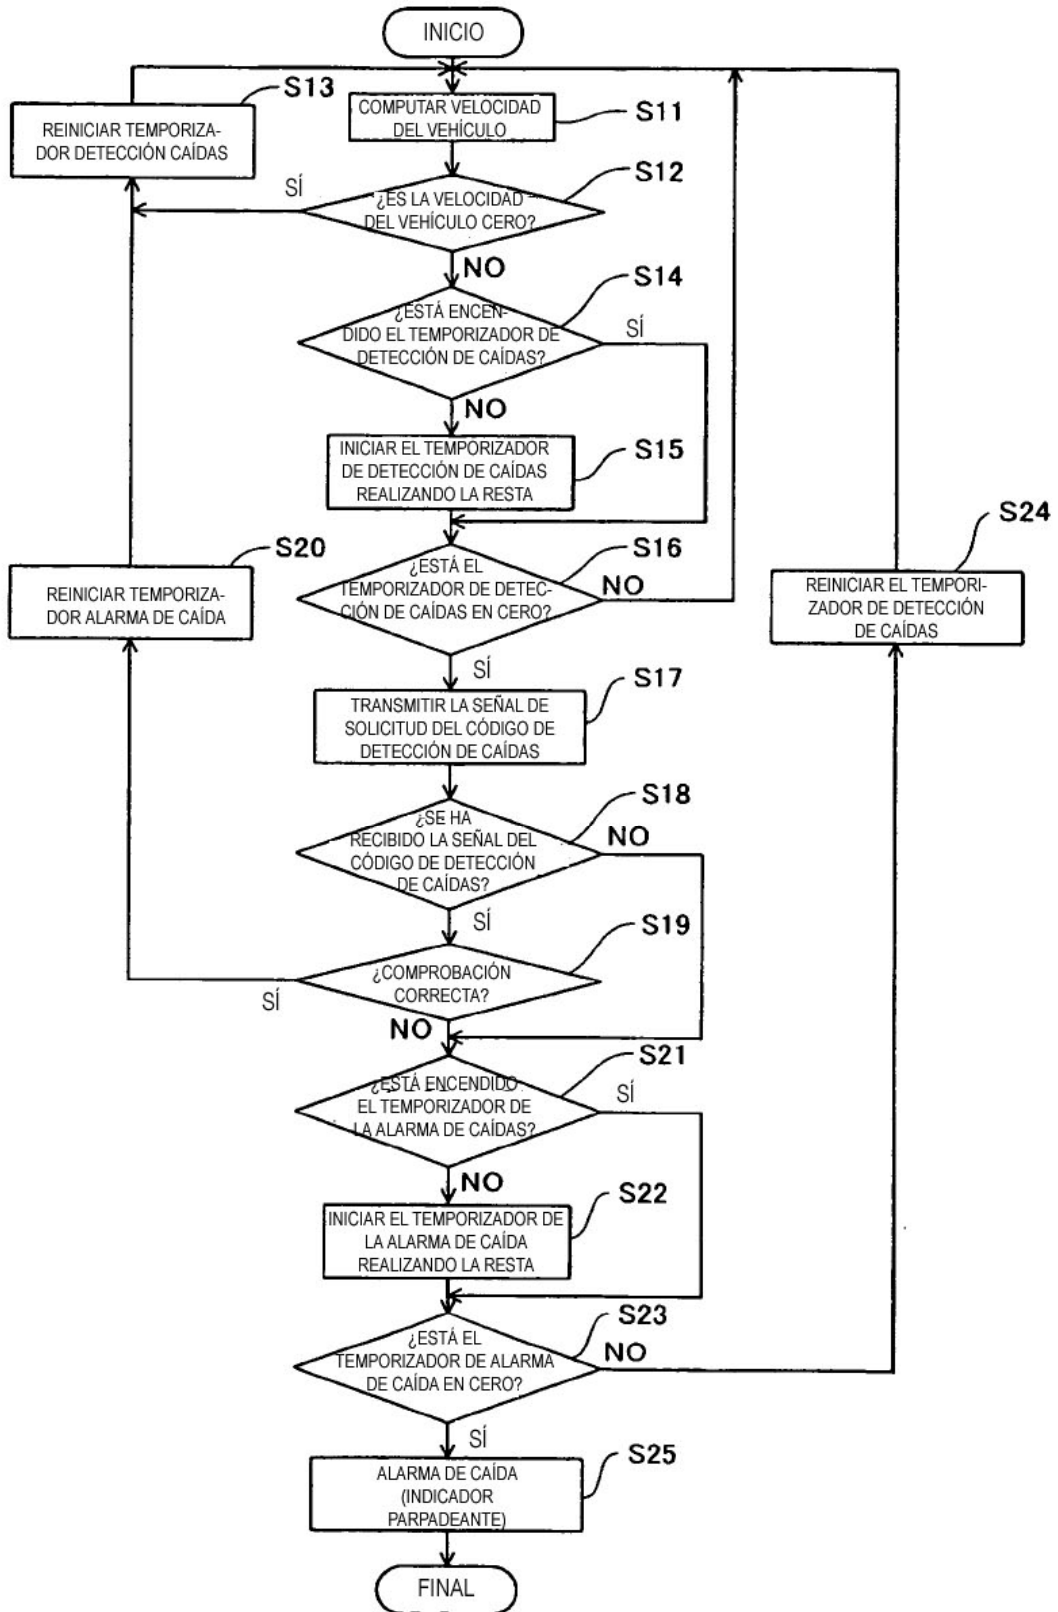 INICIO
S13
REINICIAR TEMPORIZA-
DOR DETECCIÓN CAÍDAS
COMPUTAR VELOCIDAD
DEL VEHÍCULO
S11
SÍ
¿ES LA VELOCIDAD
DEL VEHÍCULO CERO?
S12
NO
S14
¿ESTÁ ENCEN-
DIDO EL TEMPORIZADOR DE
DETECCIÓN DE CAÍDAS?
SÍ
NO
INICIAR EL TEMPORIZADOR
DE DETECCIÓN DE CAÍDAS
REALIZANDO LA RESTA
S15
S24
S20
REINICIAR TEMPORIZA-
DOR ALARMA DE CAÍDA
S16
¿ESTÁ EL
TEMPORIZADOR DE DETEC-
CIÓN DE CAÍDAS EN CERO?
NO
REINICIAR EL TEMPORI-
ZADOR DE DETECCIÓN
DE CAÍDAS
SÍ
S17
TRANSMITIR LA SEÑAL DE
SOLICITUD DEL CÓDIGO DE
DETECCIÓN DE CAÍDAS
S18
¿SE HA
RECIBIDO LA SEÑAL DEL
CÓDIGO DE DETECCIÓN
DE CAÍDAS?
NO
SÍ
S19
¿COMPROBACIÓN
CORRECTA?
SÍ
NO
S21
¿ESTÁ ENCENDIDO
EL TEMPORIZADOR DE
LA ALARMA DE CAÍDAS?
SÍ
NO
S22
INICIAR EL TEMPORIZADOR DE
LA ALARMA DE CAÍDA
REALIZANDO LA RESTA
S23
¿ESTÁ EL
TEMPORIZADOR DE ALARMA
DE CAÍDA EN CERO?
NO
SÍ
S25
ALARMA DE CAÍDA
(INDICADOR
PARPADEANTE)
FINAL